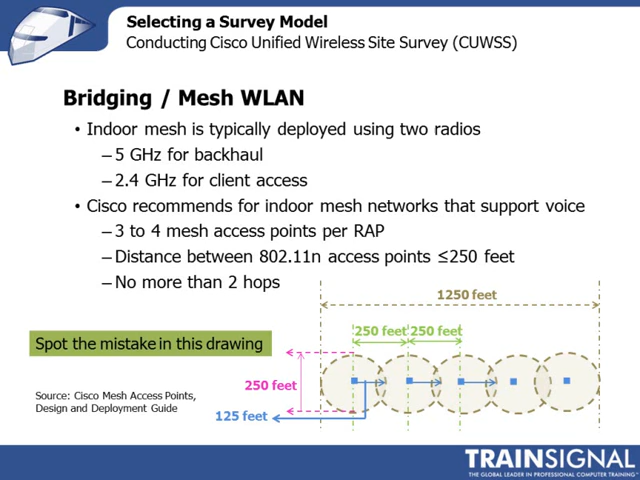 Selecting a Survey Model
Conducting Cisco Unified Wireless Site Survey (CUWSS)
Bridging / Mesh WLAN
• Indoor mesh is typically deployed using two radios
– 5 GHz for backhaul
– 2.4 GHz for client access
• Cisco recommends for indoor mesh networks that support voice
– 3 to 4 mesh access points per RAP
– Distance between 802.11n access points ≤250 feet
– No more than 2 hops
1250 feet
250 feet 250 feet
Spot the mistake in this drawing
250 feet
Source: Cisco Mesh Access Points,
Design and Deployment Guide
125 feet
TRAINSIGNAL
THE GLOBAL LEADER IN PROFESSIONAL COMPUTER TRAINING